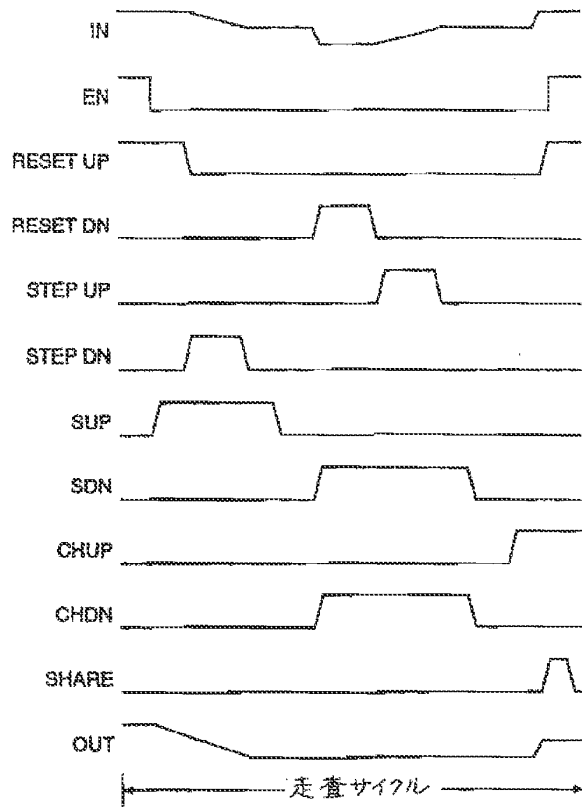 IN
EN
RESET UP
RESET DN
STEP UP
STEP DN
SUP
SDN
CHUP
CHDN
SHARE
OUT
走査サイクル